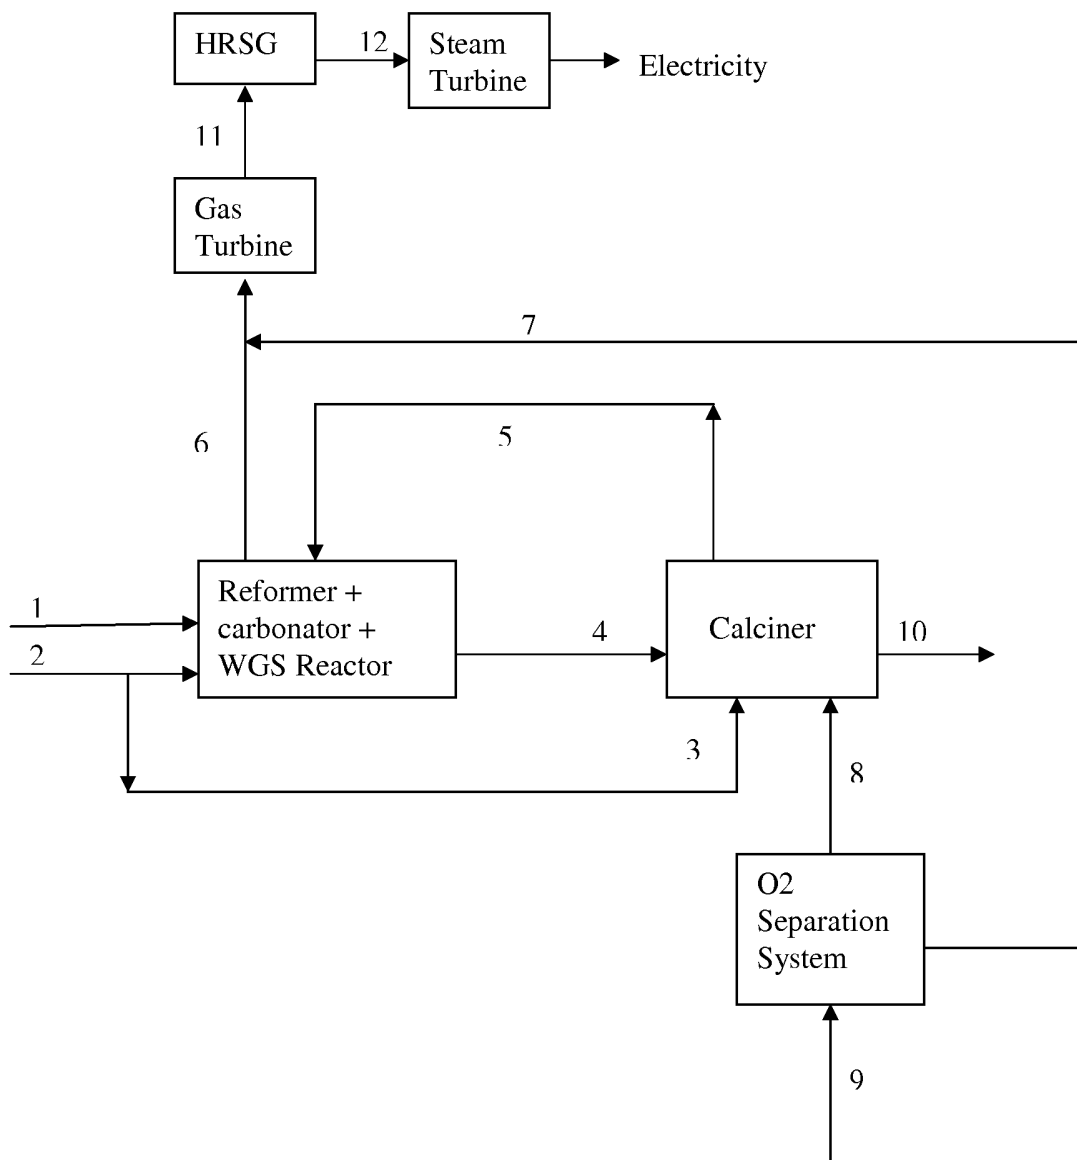 HRSG
12
Steam
Turbine
Electricity
11
Gas
Turbine
7
6
5
1
2
Reformer +
carbonator +
WGS Reactor
4
Calciner
10
3
8
O2
Separation
System
9